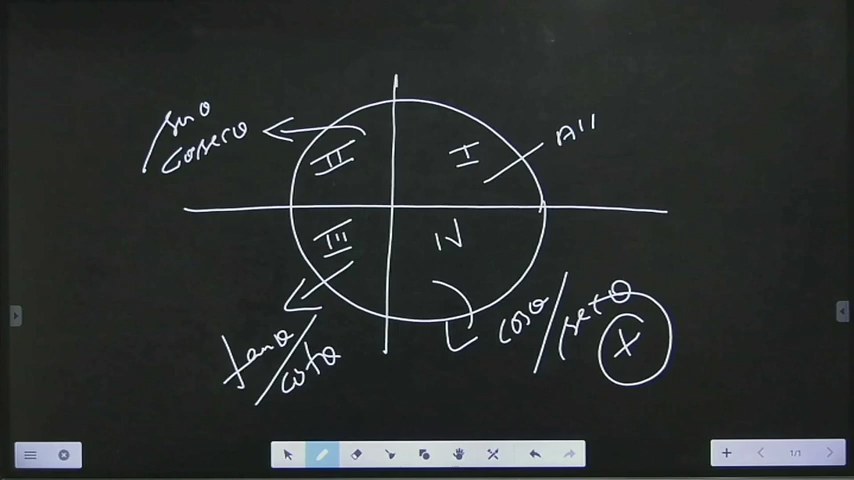 sinθ
cosecθ
II
I
All
III
IV
tanθ/cotθ
cosθ/secθ
+
1/1